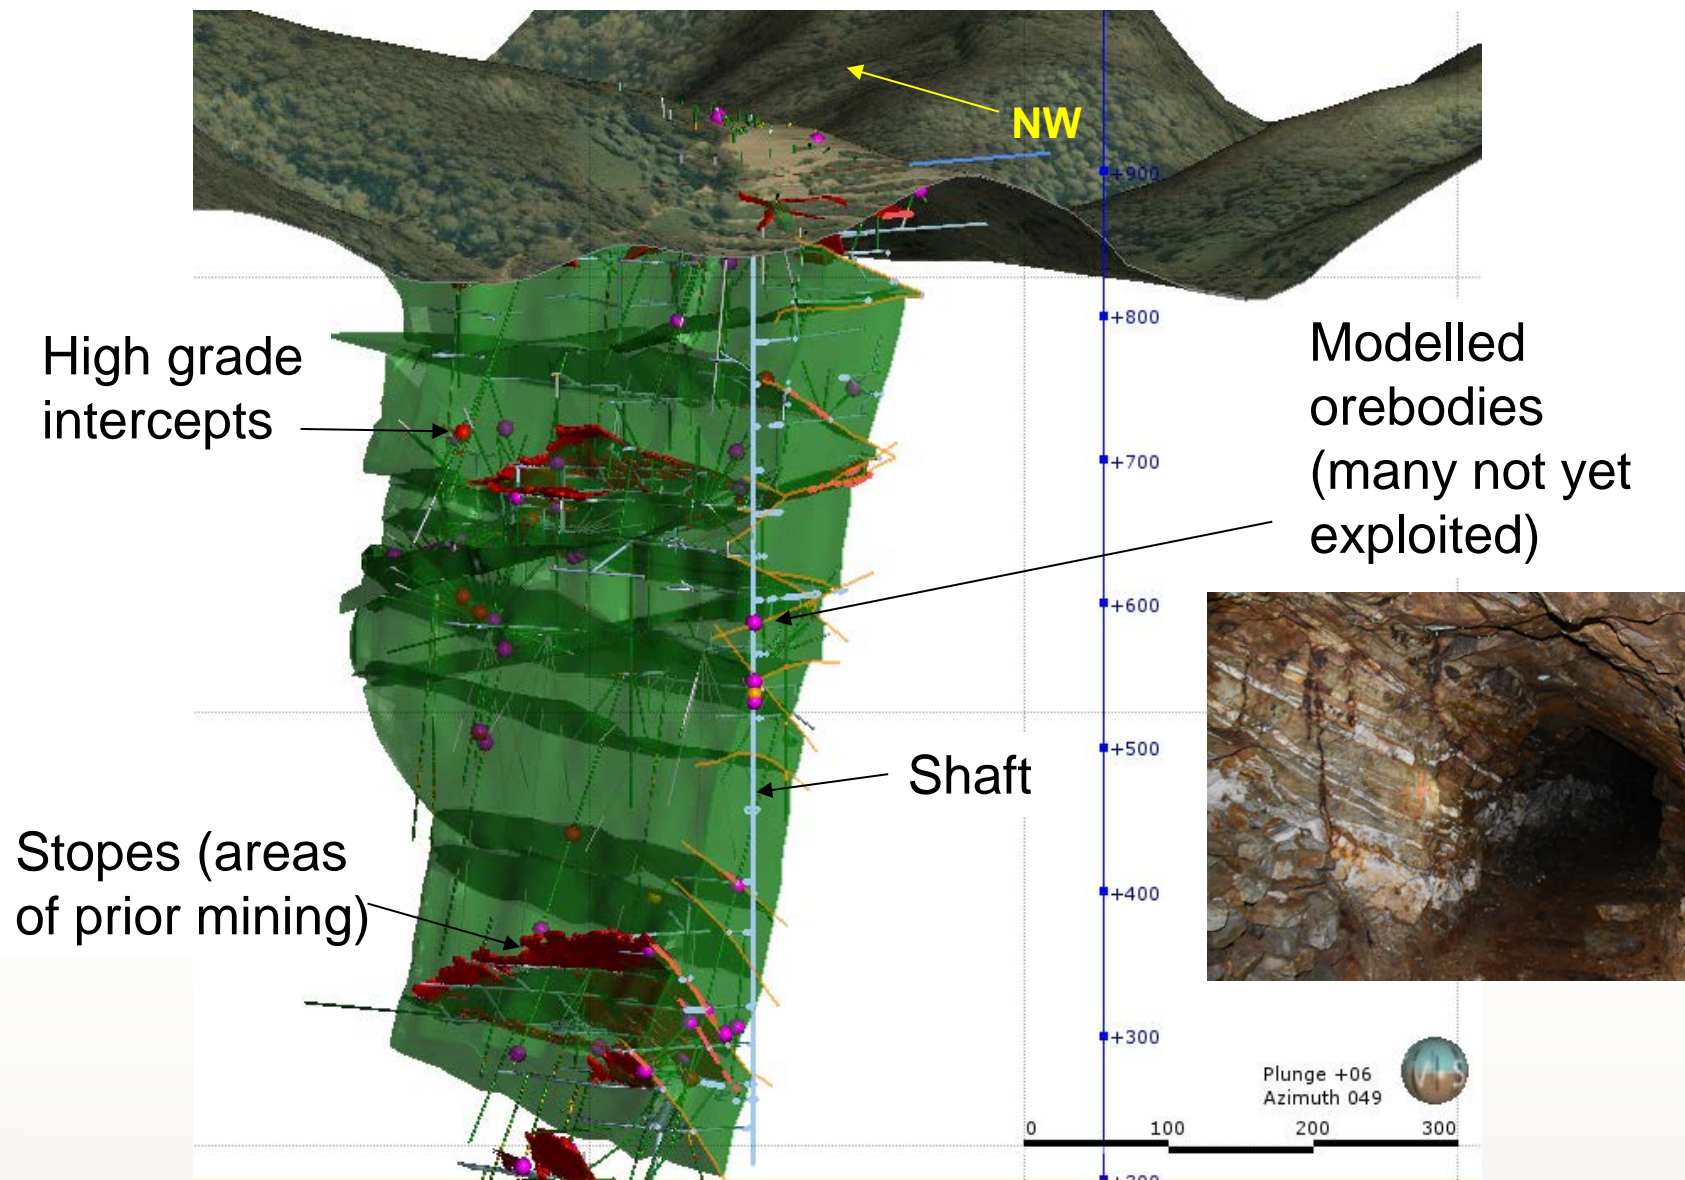 NW
+900
+800
High grade
intercepts
Modelled
orebodies
(many not yet
exploited)
+700
+600
+500
Shaft
Stopes (areas
of prior mining)
+400
+300
Plunge +06
Azimuth 049
0 100 200 300